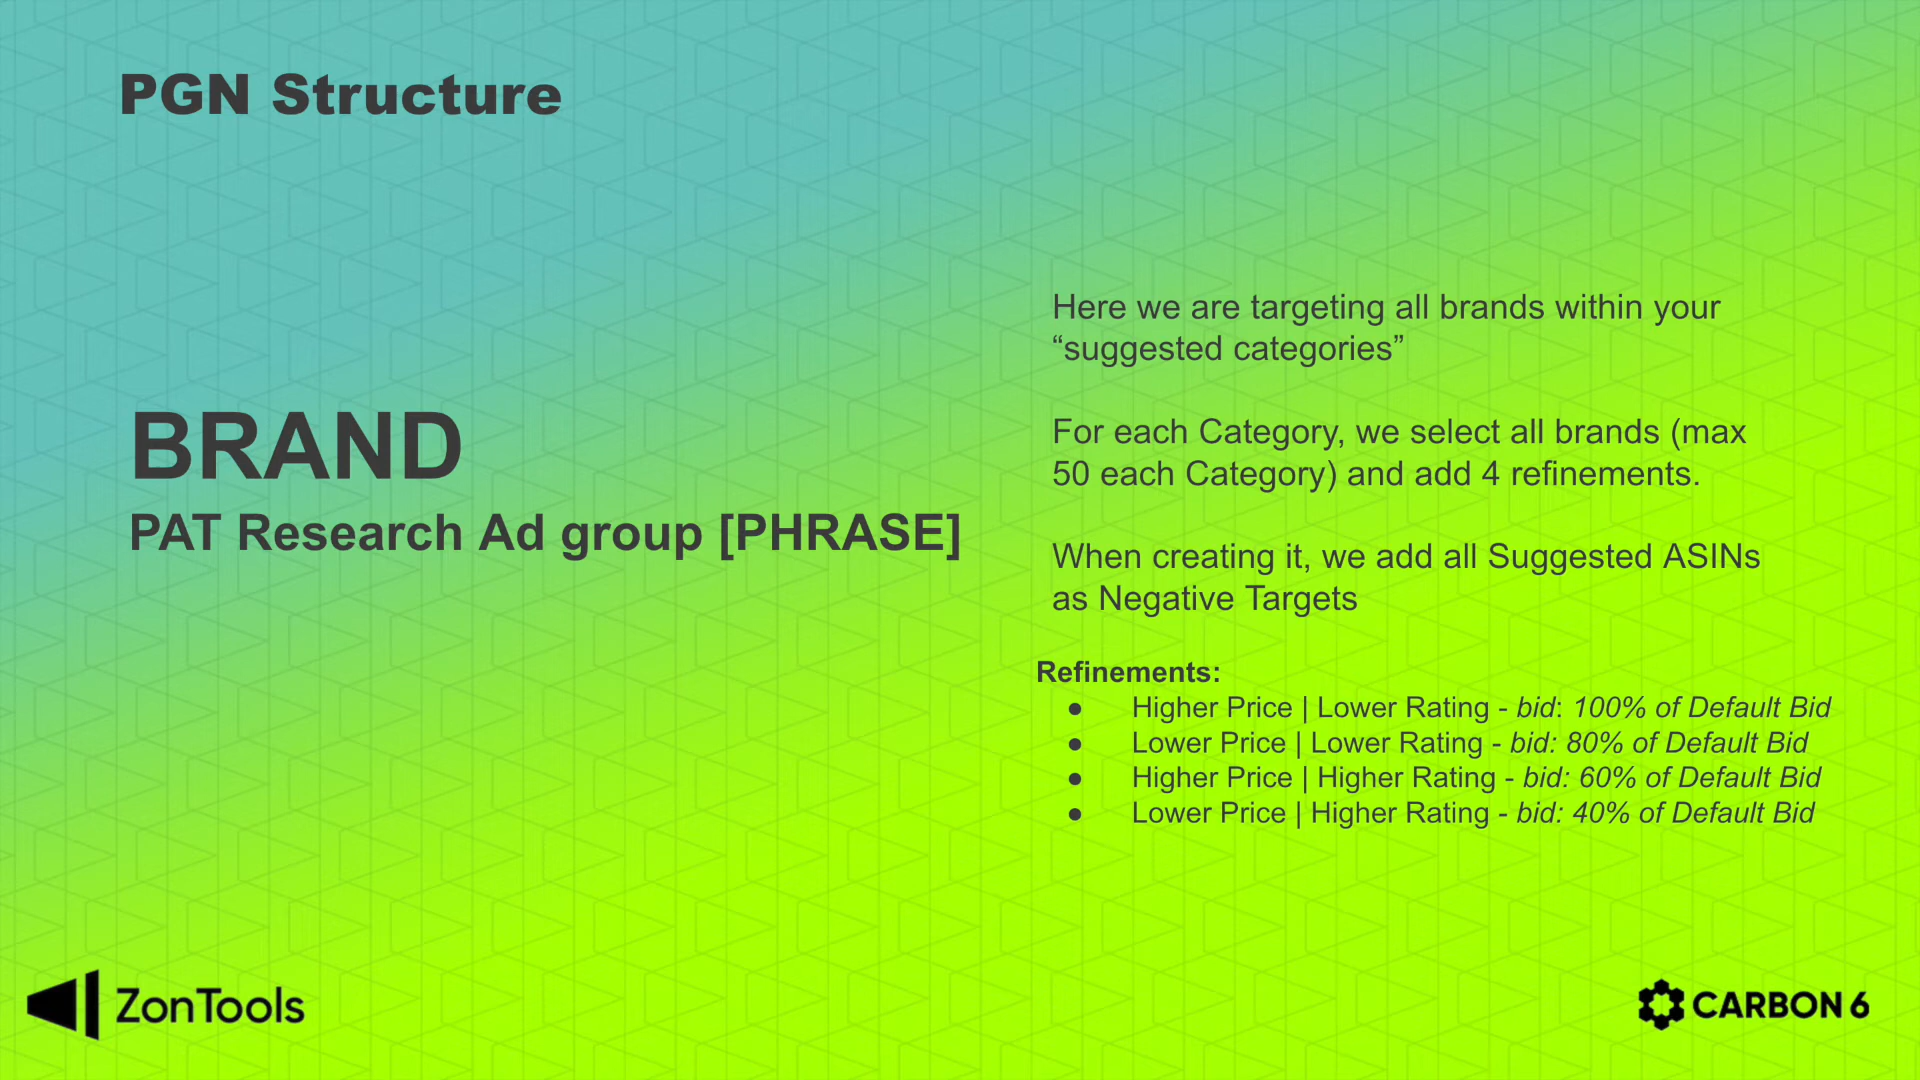 PGN Structure
BRAND
PAT Research Ad group [PHRASE]
Here we are targeting all brands within your
“suggested categories”
For each Category, we select all brands (max
50 each Category) and add 4 refinements.
When creating it, we add all Suggested ASINs
as Negative Targets
Refinements:
● Higher Price | Lower Rating - bid: 100% of Default Bid
● Lower Price | Lower Rating - bid: 80% of Default Bid
● Higher Price | Higher Rating - bid: 60% of Default Bid
● Lower Price | Higher Rating - bid: 40% of Default Bid
ZonTools
CARBON 6